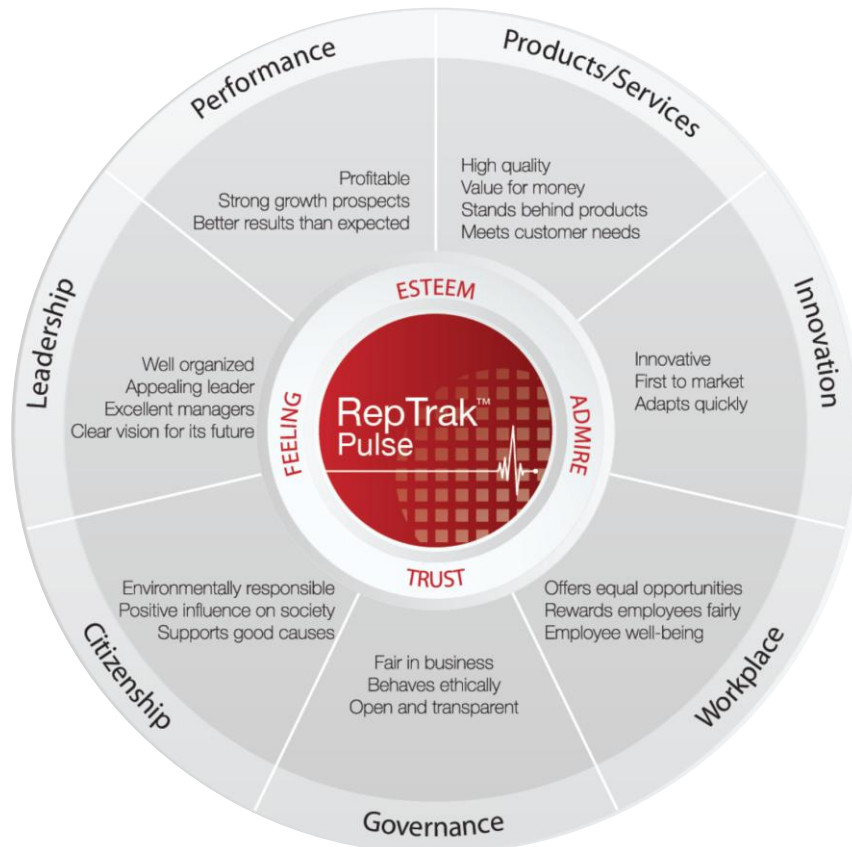 Performance
Profitable
Strong growth prospects
Better results than expected
Products/Services
High quality
Value for money
Stands behind products
Meets customer needs
Innovation
Innovative
First to market
Adapts quickly
Workplace
Offers equal opportunities
Rewards employees fairly
Employee well-being
Governance
Fair in business
Behaves ethically
Open and transparent
Citizenship
Environmentally responsible
Positive influence on society
Supports good causes
Leadership
Well organized
Appealing leader
Excellent managers
Clear vision for its future
ESTEEM
ADMIRE
TRUST
FEELING
RepTrak™
Pulse